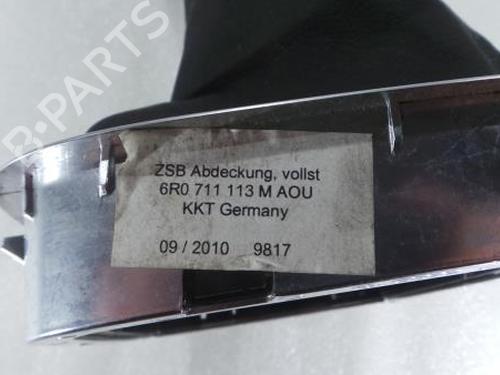 B-PARTS
ZSB Abdeckung, vollst
6R0 711 113 M AOU
KKT Germany
09 / 2010 9817